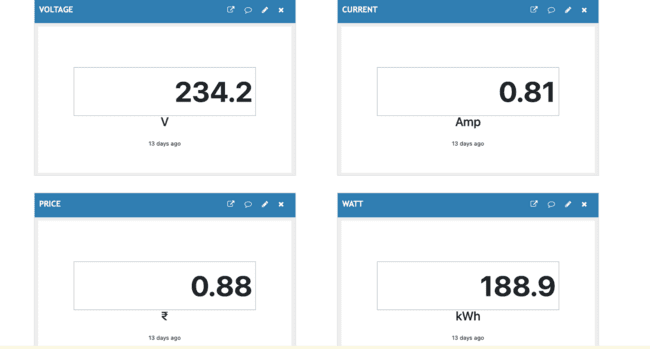 VOLTAGE
CURRENT
234.2
0.81
V
Amp
13 days ago
13 days ago
PRICE
WATT
0.88
188.9
₹
kWh
13 days ago
13 days ago